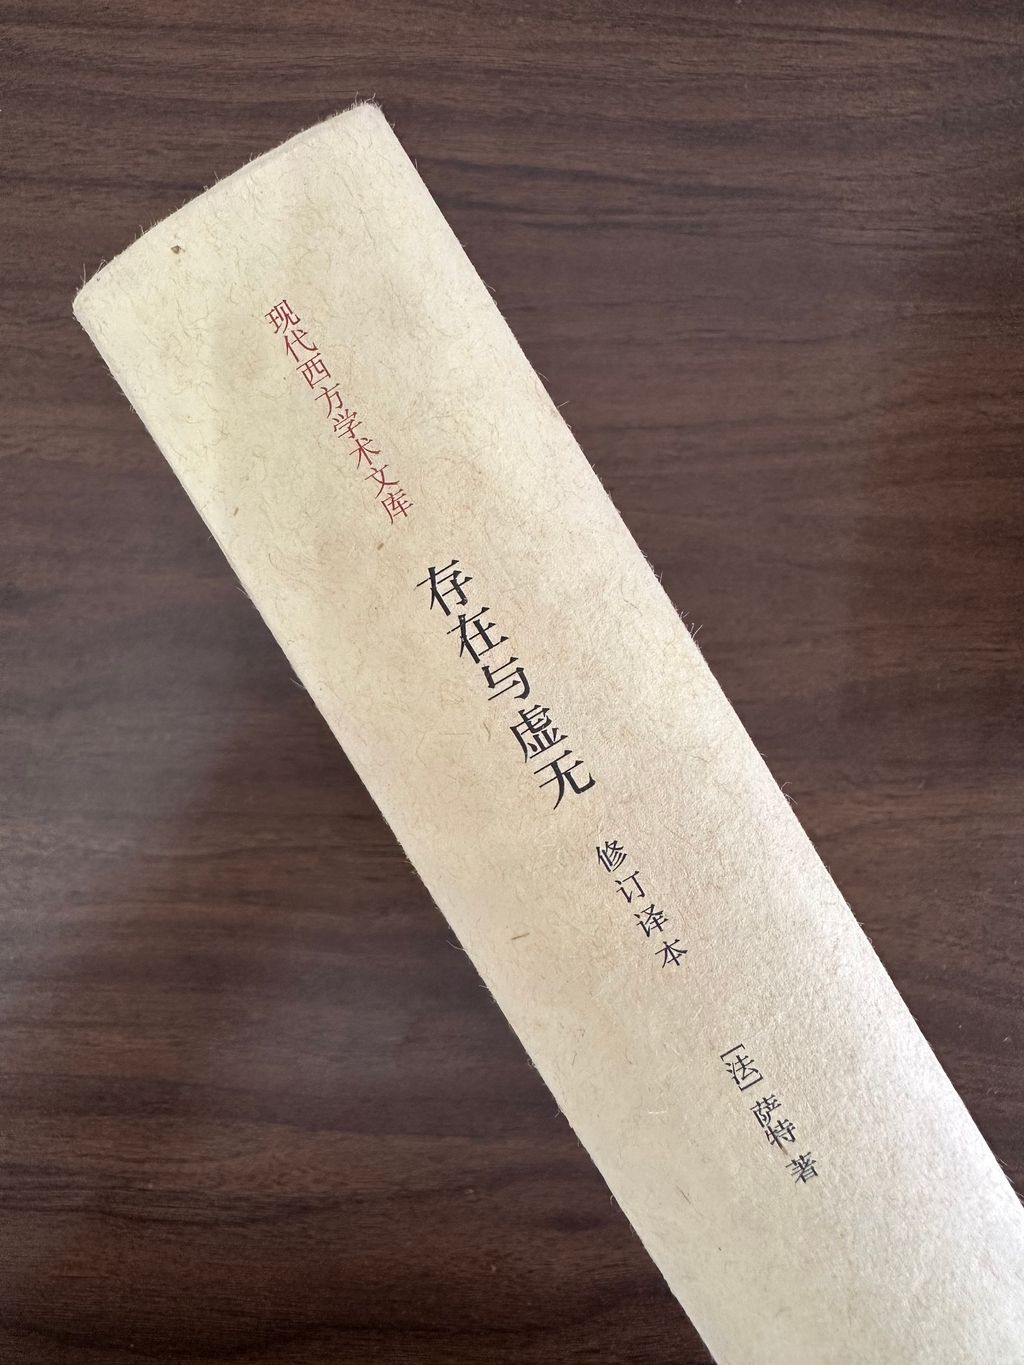 现代西方学术文库
存在与虚无
修订译本
[法]萨特 著